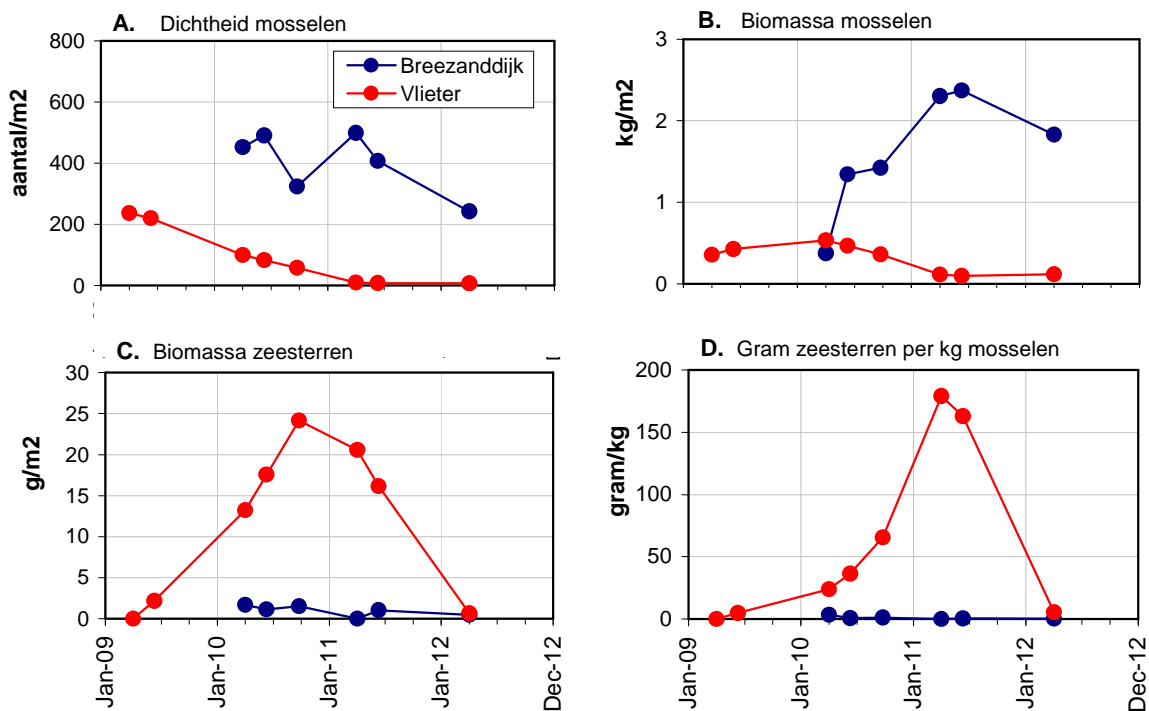 A. Dichtheid mosselen
800
600
400
200
0
aantal/m2
Breezanddijk
Vlieter
B. Biomassa mosselen
3
2
1
0
kg/m2
C. Biomassa zeesterren
30
25
20
15
10
5
0
g/m2
Jan-09
Jan-10
Jan-11
Jan-12
Dec-12
D. Gram zeesterren per kg mosselen
200
150
100
50
0
gram/kg
Jan-09
Jan-10
Jan-11
Jan-12
Dec-12